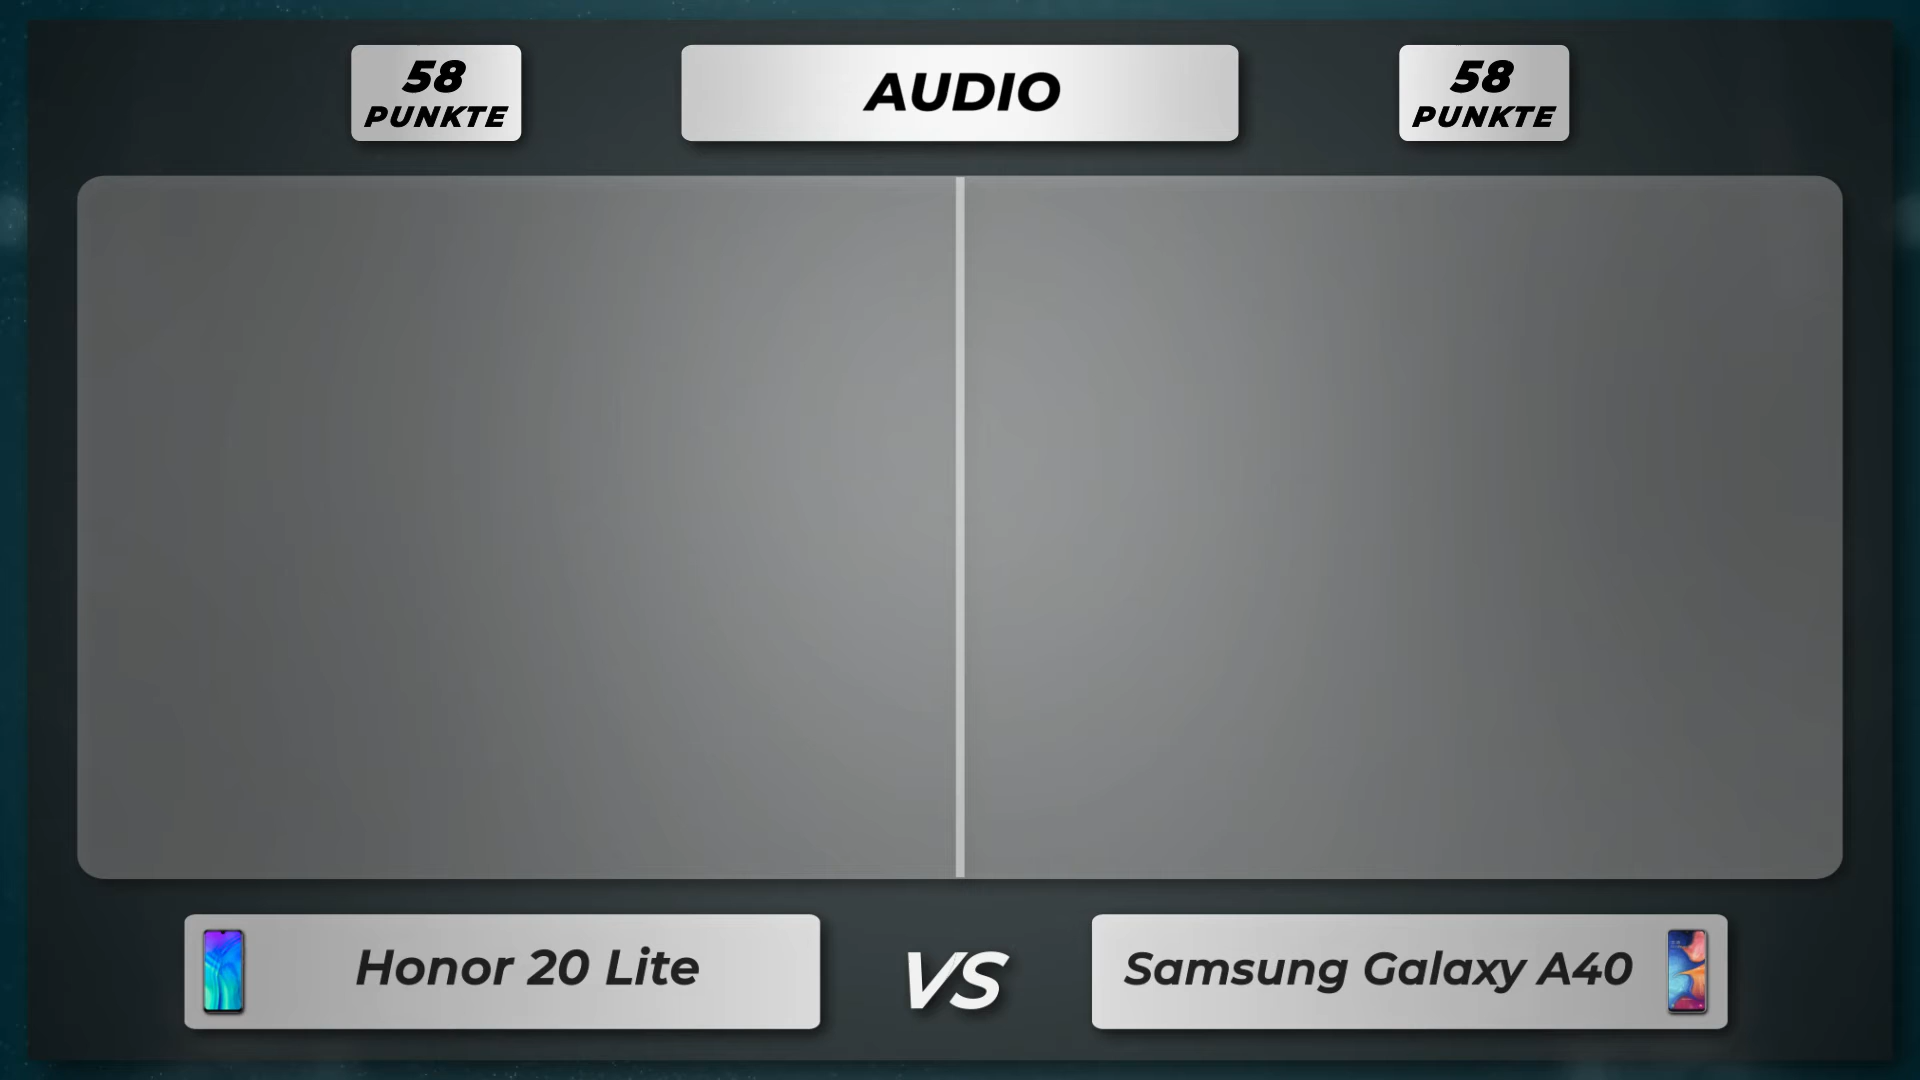 58
PUNKTE
AUDIO
58
PUNKTE
Honor 20 Lite
VS
Samsung Galaxy A40